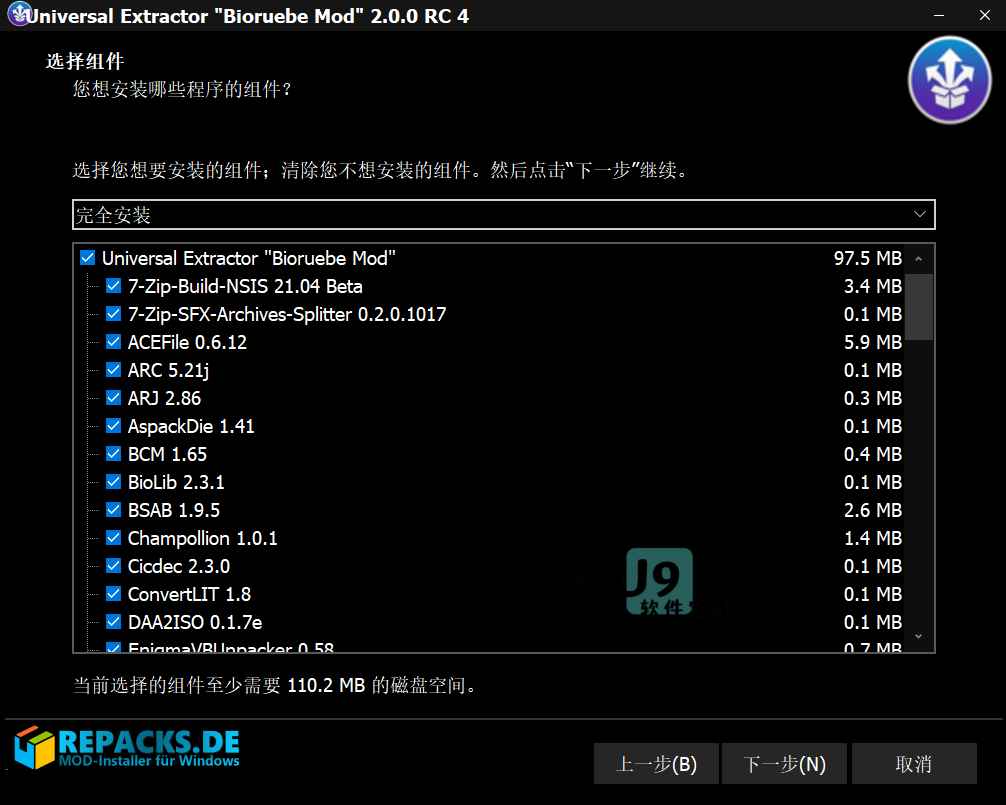 Universal Extractor "Bioruebe Mod" 2.0.0 RC 4
选择组件
您想安装哪些程序的组件？
选择您想要安装的组件；清除您不想安装的组件。然后点击“下一步”继续。
完全安装
Universal Extractor "Bioruebe Mod" 97.5 MB
7-Zip-Build-NSIS 21.04 Beta 3.4 MB
7-Zip-SFX-Archives-Splitter 0.2.0.1017 0.1 MB
ACEFile 0.6.12 5.9 MB
ARC 5.21j 0.1 MB
ARJ 2.86 0.3 MB
AspackDie 1.41 0.1 MB
BCM 1.65 0.4 MB
BioLib 2.3.1 0.1 MB
BSAB 1.9.5 2.6 MB
Champollion 1.0.1 1.4 MB
Cicdec 2.3.0 0.1 MB
ConvertLIT 1.8 0.1 MB
DAA2ISO 0.1.7e 0.1 MB
EnigmaVBUnpacker 0.58 0.7 MB
J9
软件
当前选择的组件至少需要 110.2 MB 的磁盘空间。
REPACKS.DE
MOD-Installer für Windows
上一步(B) 下一步(N) 取消